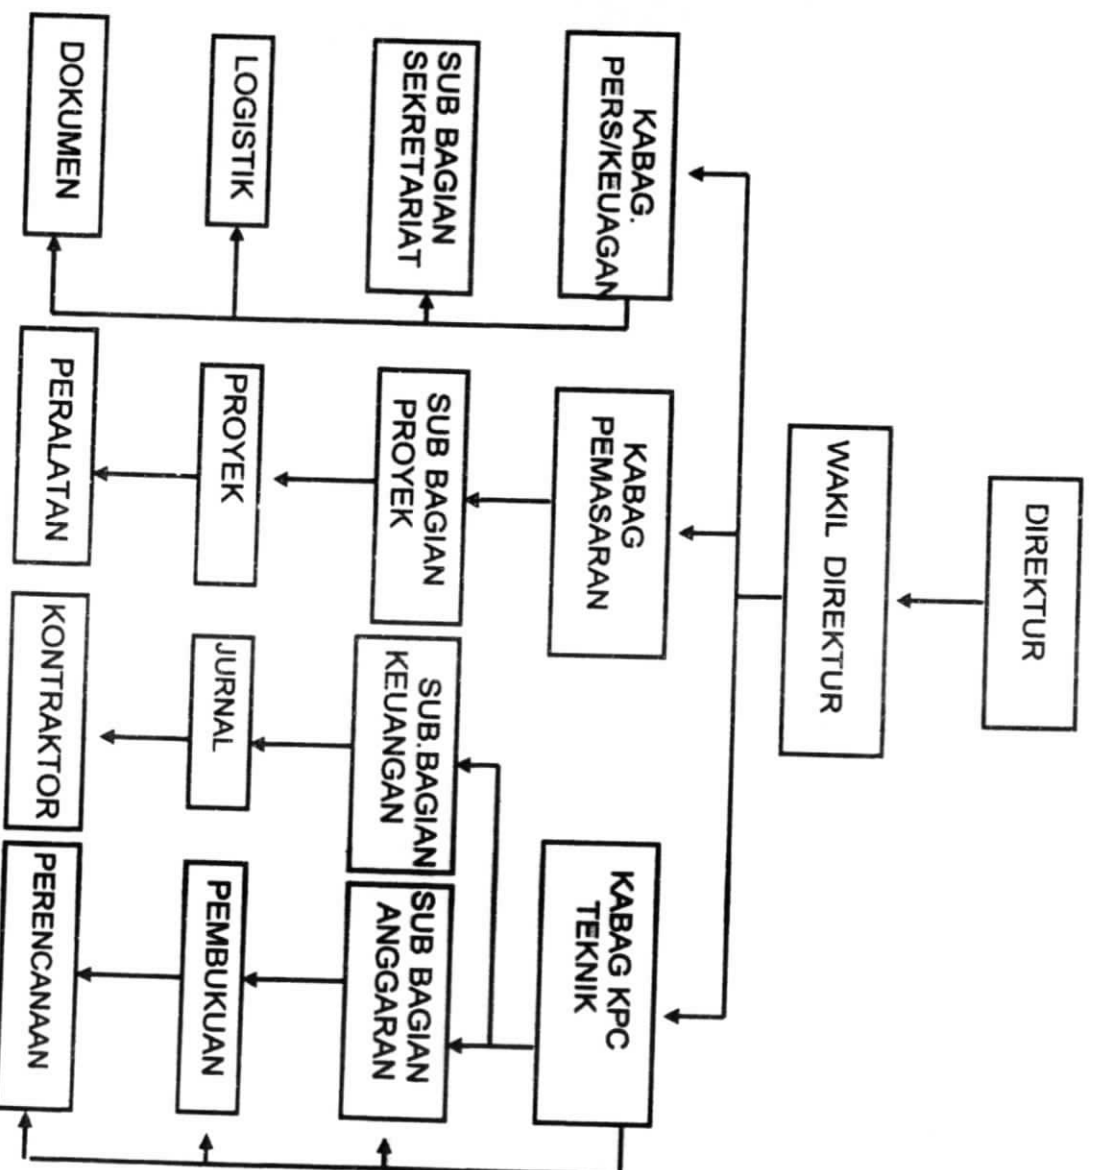 DIREKTUR
WAKIL DIREKTUR
KABAG.
PERS/KEUAGAN
KABAG
PEMASARAN
KABAG KPC
TEKNIK
SUB BAGIAN
SEKRETARIAT
SUB BAGIAN
PROYEK
SUB.BAGIAN
KEUANGAN
SUB BAGIAN
ANGGARAN
LOGISTIK
PROYEK
JURNAL
PEMBUKUAN
DOKUMEN
PERALATAN
KONTRAKTOR
PERENCANAAN